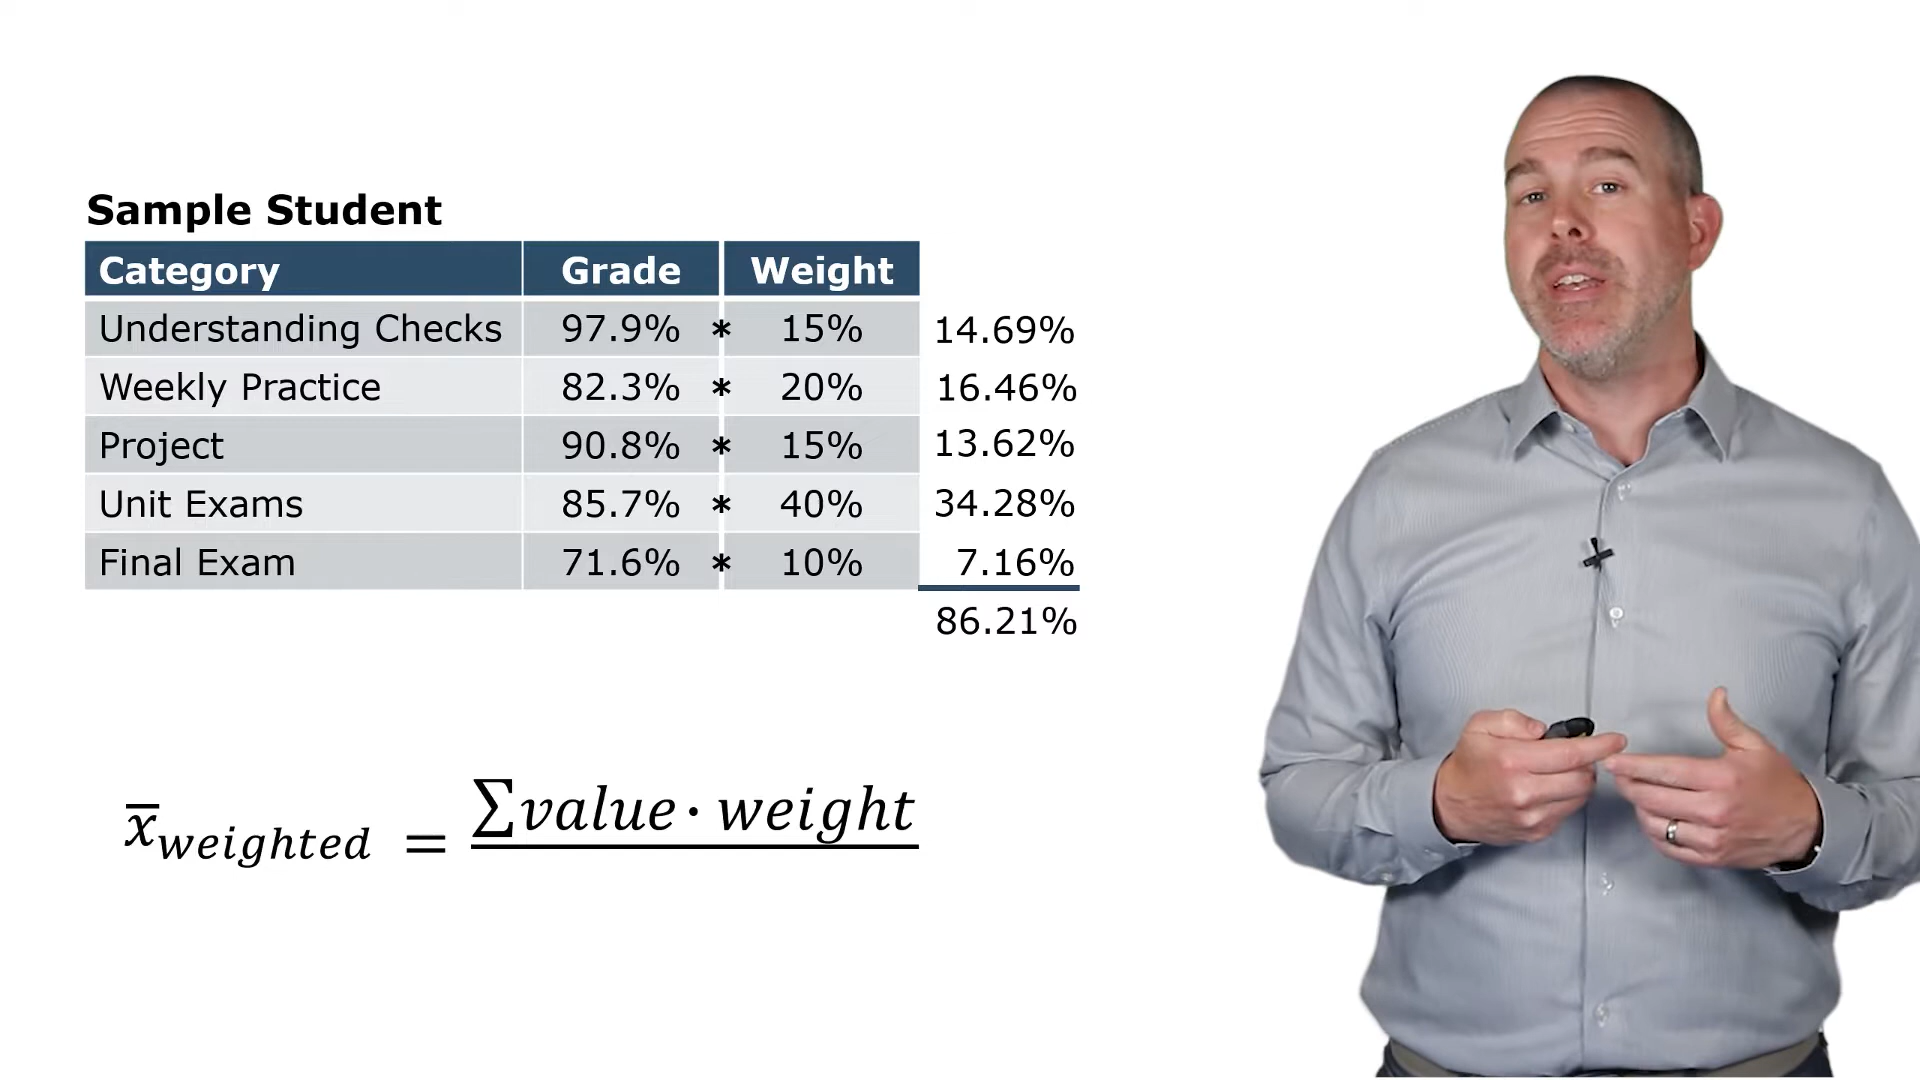 Sample Student
Category Grade Weight
Understanding Checks 97.9% * 15% 14.69%
Weekly Practice 82.3% * 20% 16.46%
Project 90.8% * 15% 13.62%
Unit Exams 85.7% * 40% 34.28%
Final Exam 71.6% * 10% 7.16%
86.21%
x̅weighted = ∑value · weight